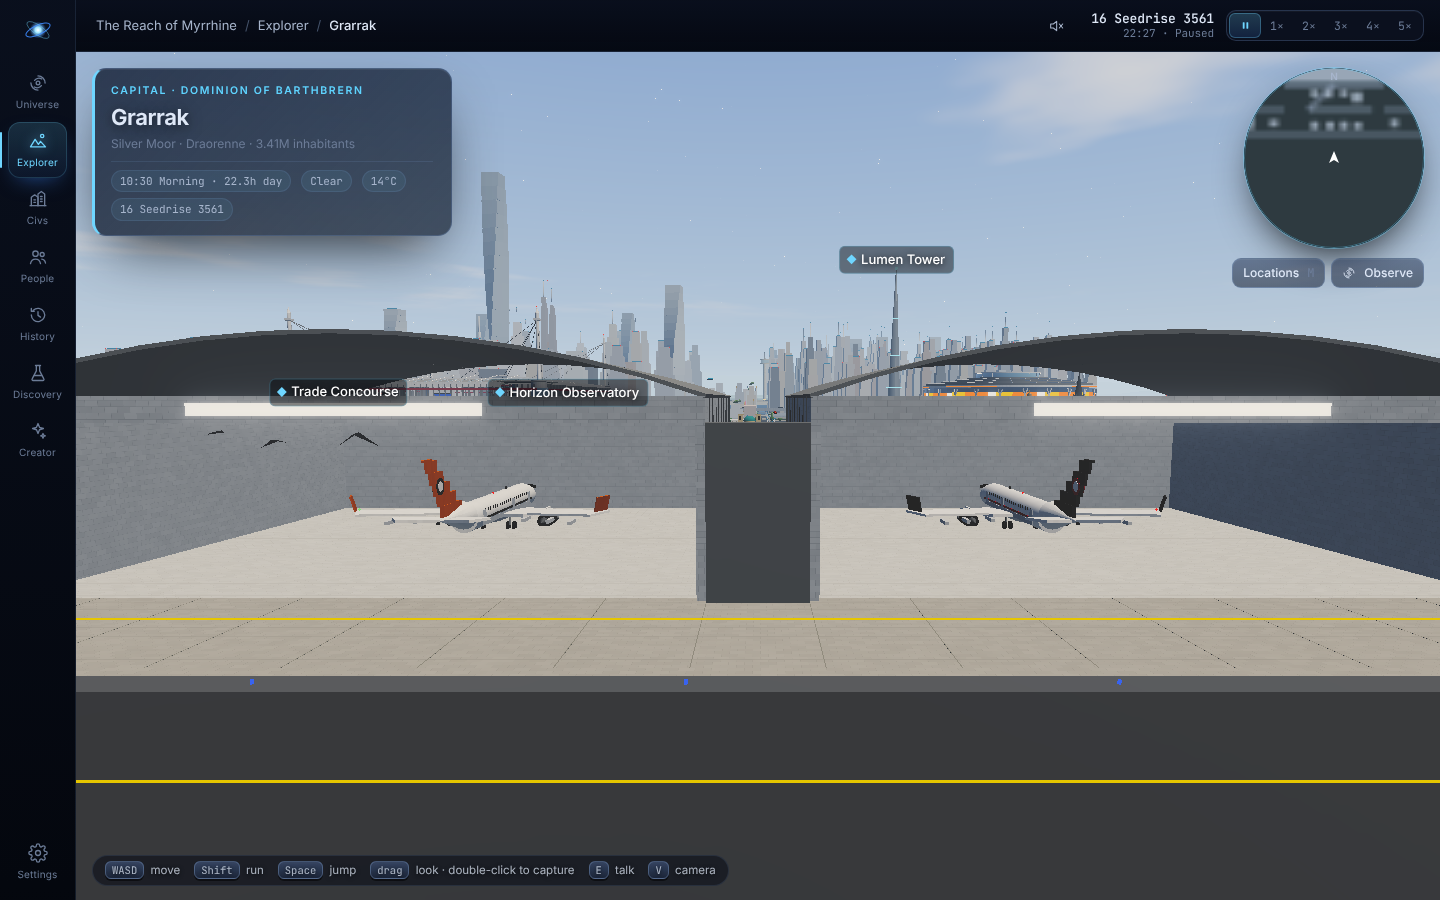 The Reach of Myrrhine / Explorer / Grarrak
16 Seedrise 3561
22:27 · Paused
1× 2× 3× 4× 5×
Universe
Explorer
Civs
People
History
Discovery
Creator
Settings
CAPITAL · DOMINION OF BARTHBRERN
Grarrak
Silver Moor · Draorenne · 3.41M inhabitants
10:30 Morning · 22.3h day Clear 14°C
16 Seedrise 3561
N
Locations M Observe
Lumen Tower
Trade Concourse
Horizon Observatory
WASD move Shift run Space jump drag look · double-click to capture E talk V camera